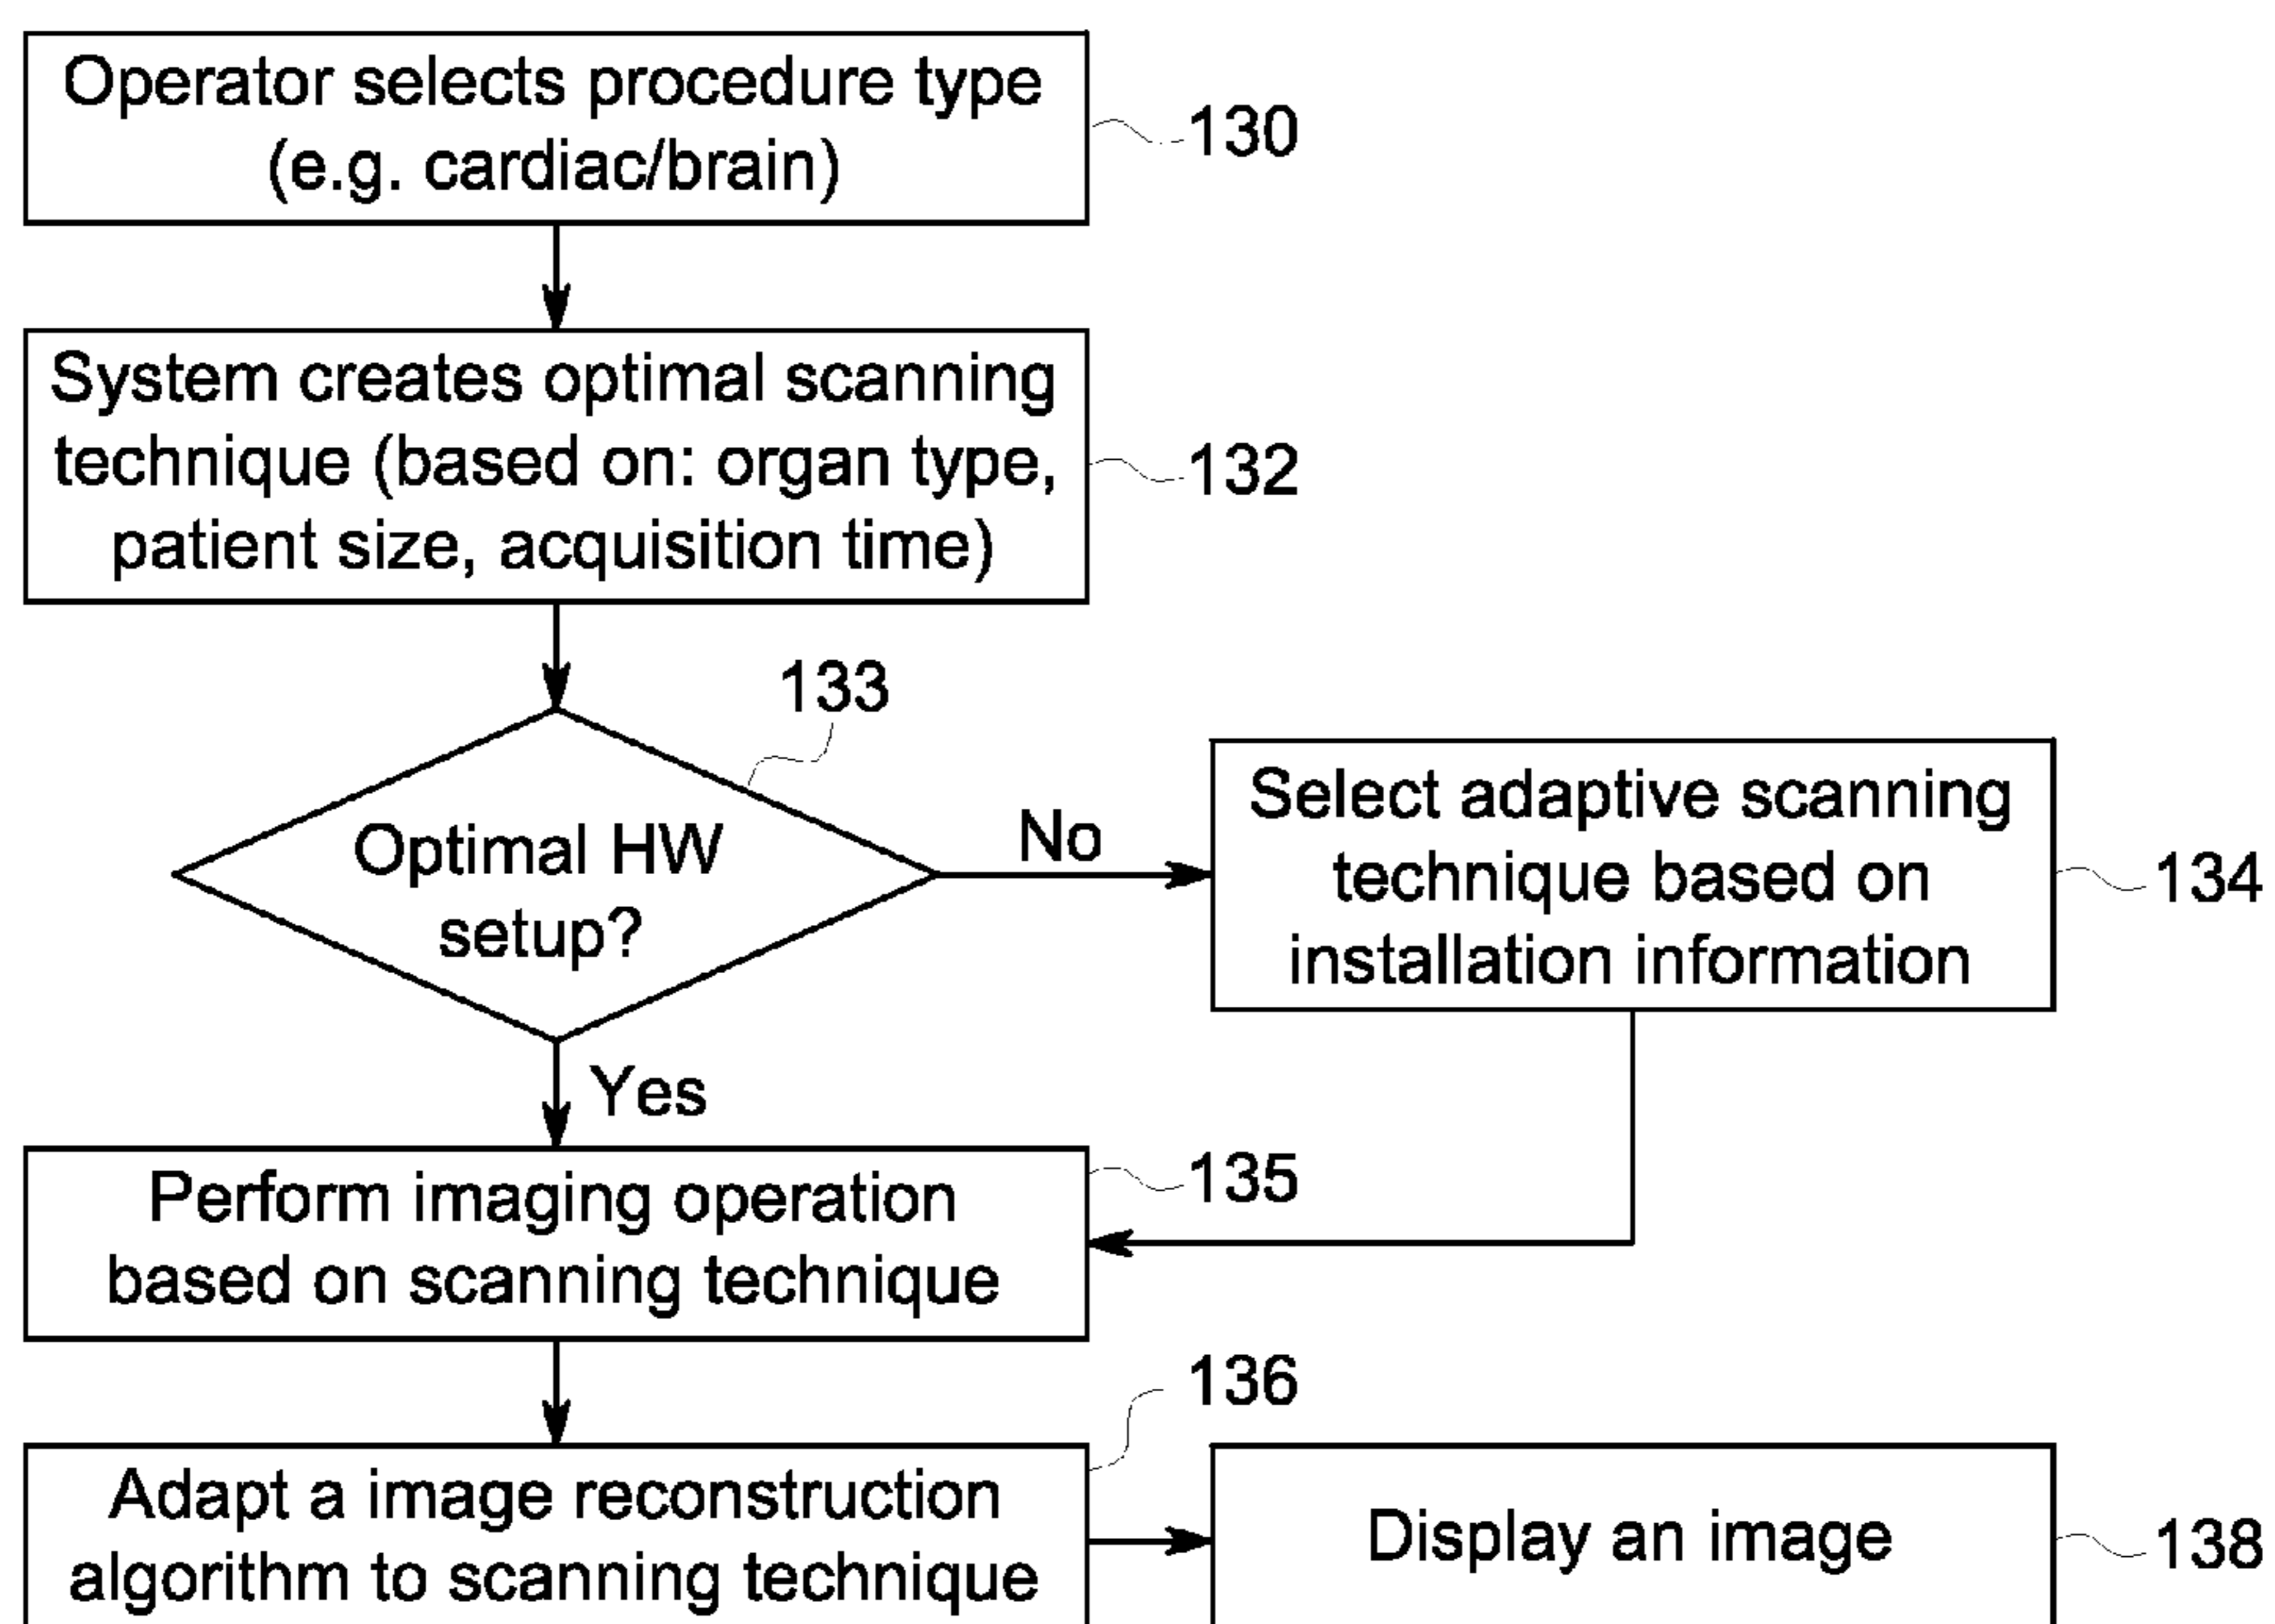 Operator selects procedure type
(e.g. cardiac/brain)
130
System creates optimal scanning
technique (based on: organ type,
patient size, acquisition time)
132
133
Optimal HW
setup?
No
Select adaptive scanning
technique based on
installation information
134
Yes
Perform imaging operation
based on scanning technique
135
136
Adapt a image reconstruction
algorithm to scanning technique
Display an image
138